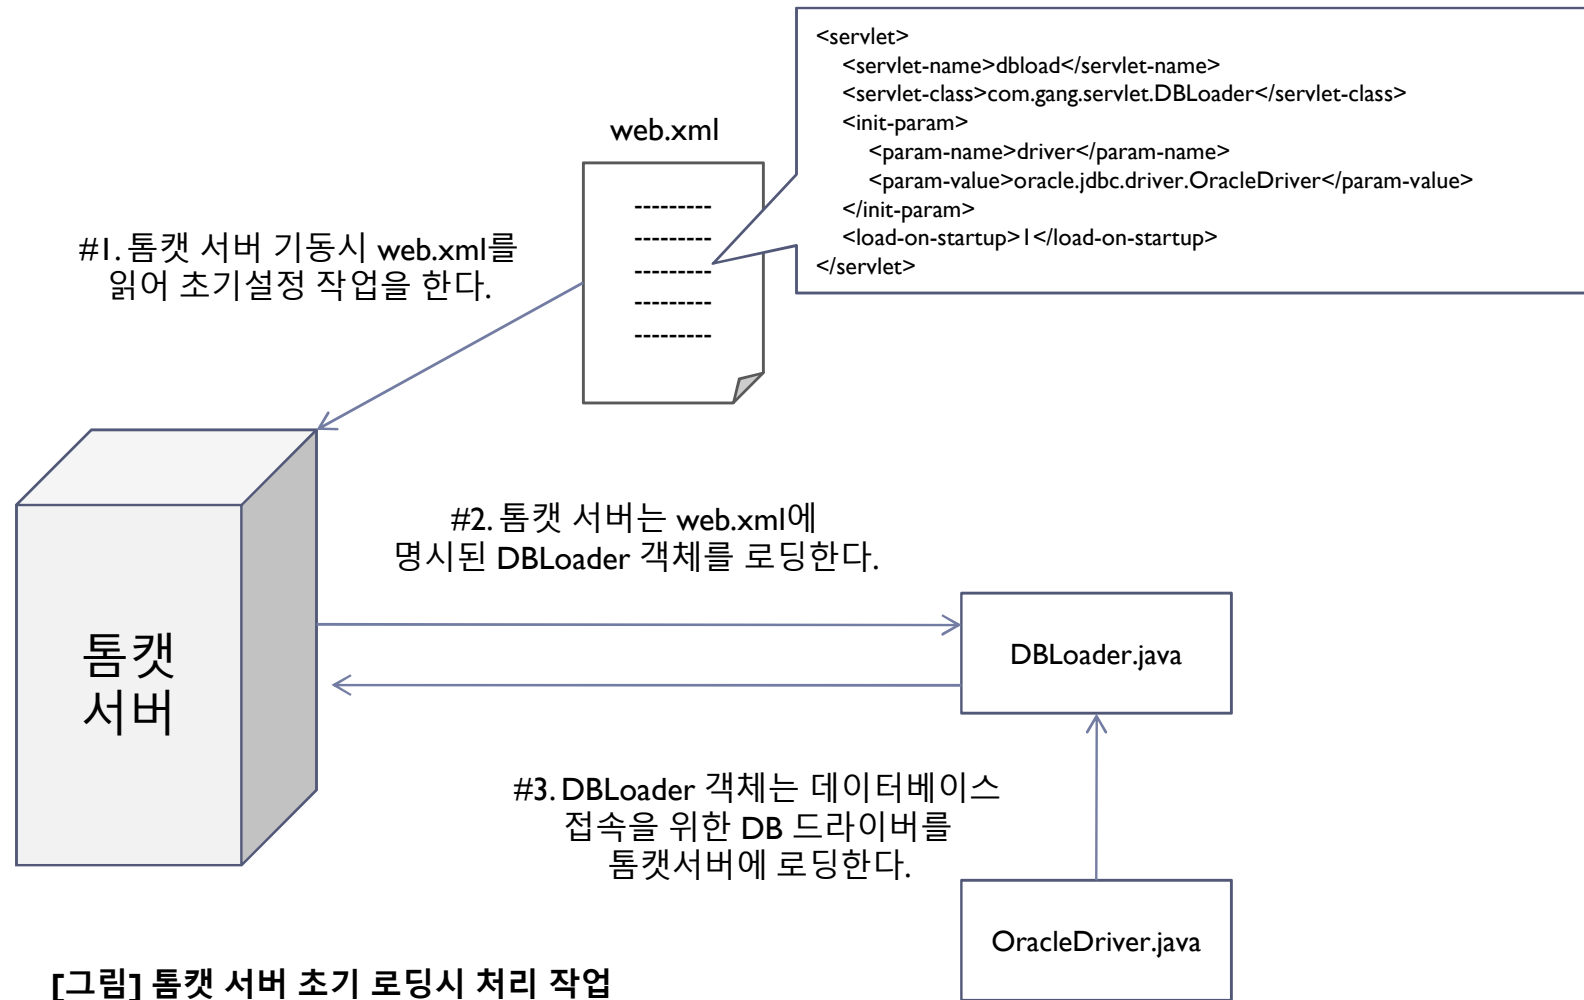 <servlet>
<servlet-name>dbload</servlet-name>
<servlet-class>com.gang.servlet.DBLoader</servlet-class>
<init-param>
<param-name>driver</param-name>
<param-value>oracle.jdbc.driver.OracleDriver</param-value>
</init-param>
<load-on-startup>1</load-on-startup>
</servlet>
web.xml
---------
---------
---------
---------
---------
#1. 톰캣 서버 기동시 web.xml를
읽어 초기설정 작업을 한다.
#2. 톰캣 서버는 web.xml에
명시된 DBLoader 객체를 로딩한다.
톰캣
서버
DBLoader.java
#3. DBLoader 객체는 데이터베이스
접속을 위한 DB 드라이버를
톰캣서버에 로딩한다.
OracleDriver.java
[그림] 톰캣 서버 초기 로딩시 처리 작업